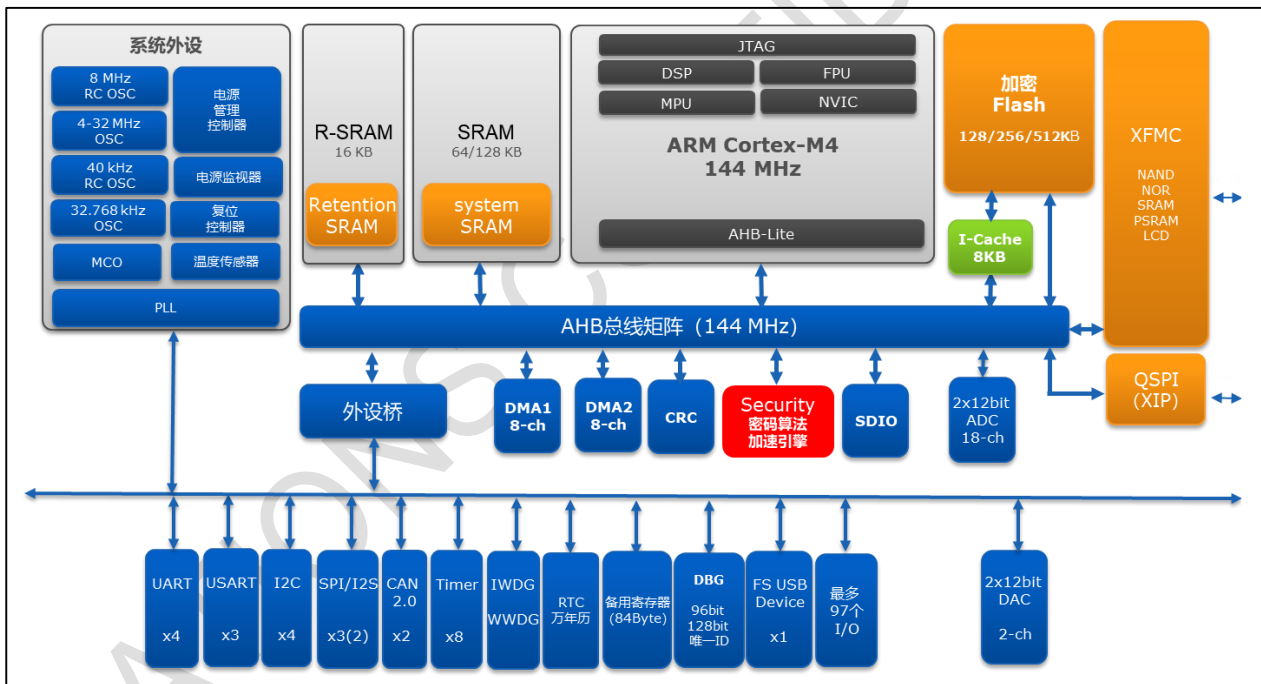 系统外设
8 MHz
RC OSC
电源
管理
控制器
4-32 MHz
OSC
40 kHz
RC OSC
电源监视器
32.768 kHz
OSC
复位
控制器
MCO
温度传感器
PLL
R-SRAM
16 KB
Retention
SRAM
SRAM
64/128 KB
system
SRAM
JTAG
DSP
FPU
MPU
NVIC
ARM Cortex-M4
144 MHz
AHB-Lite
加密
Flash
128/256/512KB
I-Cache
8KB
XFMC
NAND
NOR
SRAM
PSRAM
LCD
AHB总线矩阵（144 MHz）
外设桥
DMA1
8-ch
DMA2
8-ch
CRC
Security
密码算法
加速引擎
SDIO
2x12bit
ADC
18-ch
QSPI
(XIP)
UART
x4
USART
x3
I2C
x4
SPI/I2S
x3(2)
CAN
2.0
x2
Timer
x8
IWDG
WWDG
RTC
万年历
备用寄存器
(84Byte)
DBG
96bit
128bit
唯一ID
FS USB
Device
x1
最多
97个
I/O
2x12bit
DAC
2-ch